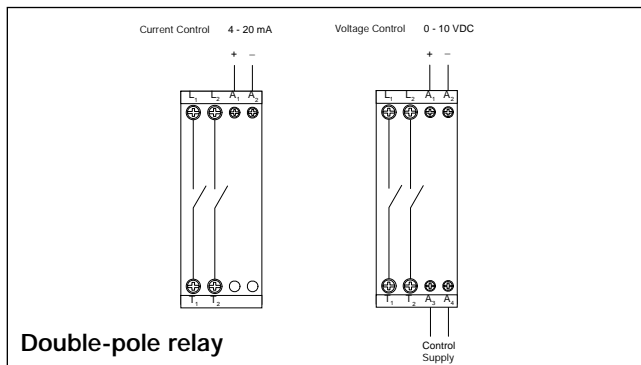 Current Control 4 - 20 mA
+ –
L₁ L₂ A₁ A₂
T₁ T₂
Voltage Control 0 - 10 VDC
+ –
L₁ L₂ A₁ A₂
T₁ T₂ A₃ A₄
Control
Supply
Double-pole relay